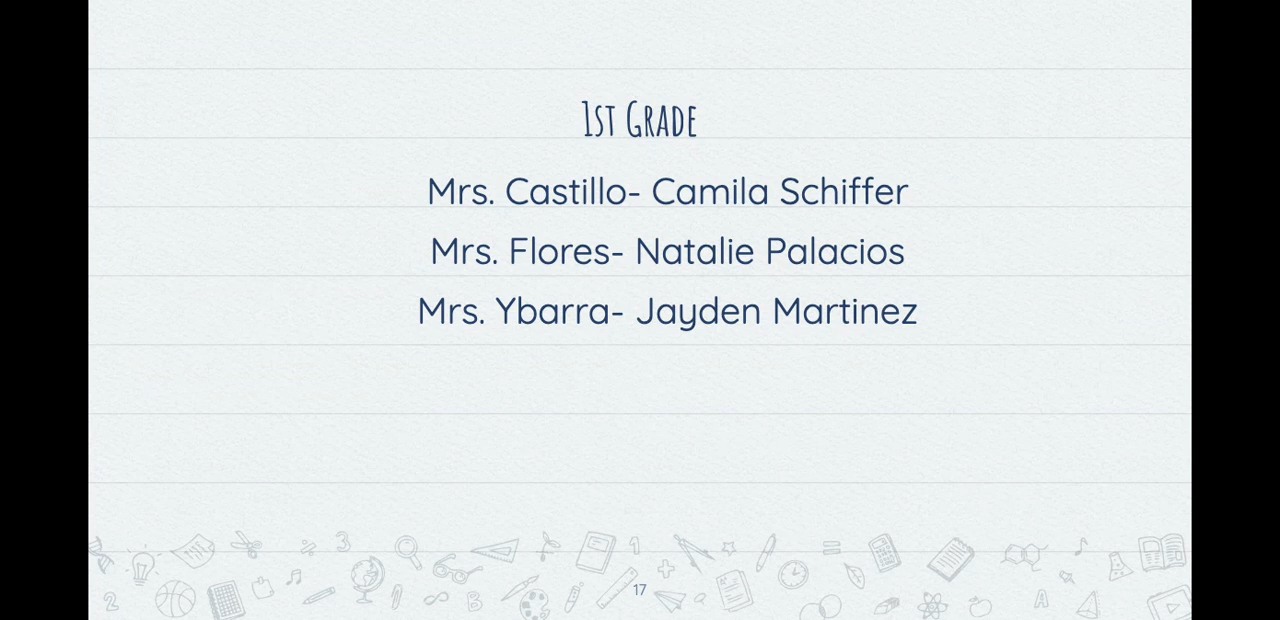 1st Grade
Mrs. Castillo- Camila Schiffer
Mrs. Flores- Natalie Palacios
Mrs. Ybarra- Jayden Martinez
17